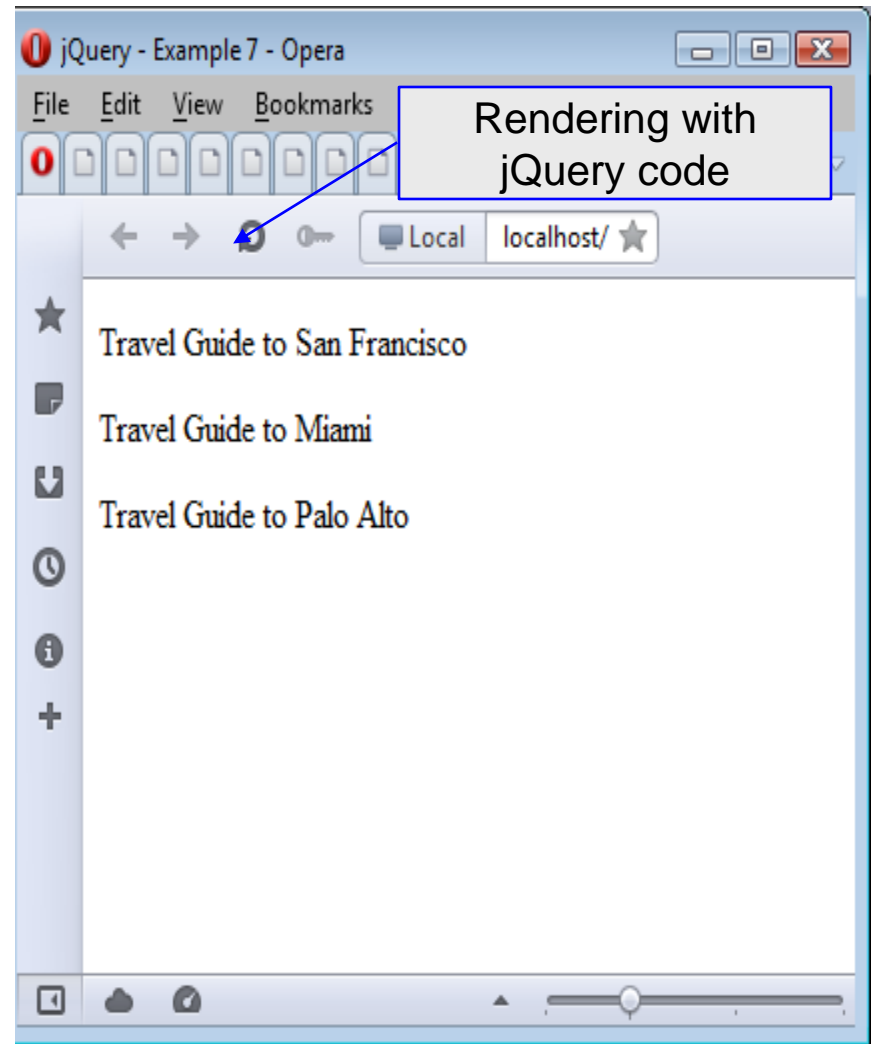 jQuery - Example 7 - Opera
File Edit View Bookmarks
Rendering with
jQuery code
Local localhost/
Travel Guide to San Francisco
Travel Guide to Miami
Travel Guide to Palo Alto